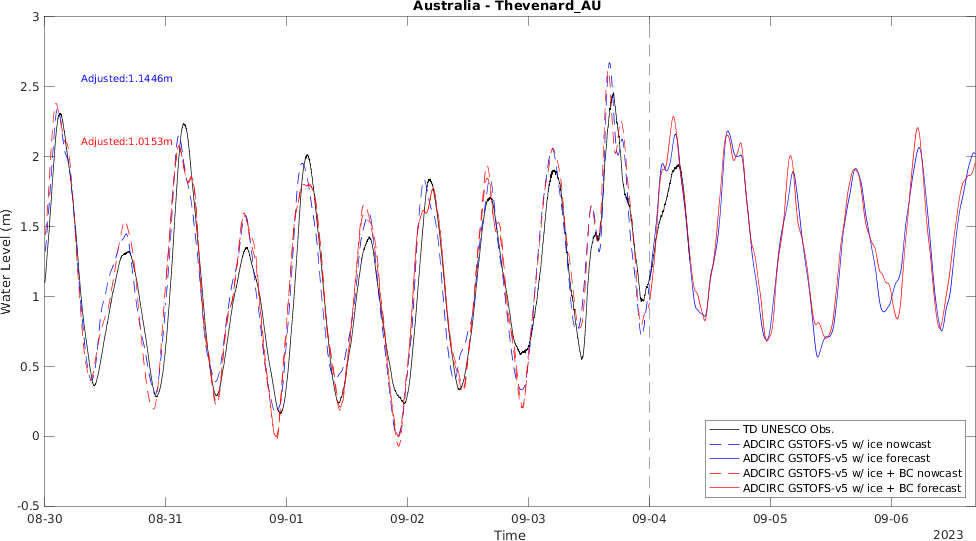 Australia - Thevenard_AU
3
2.5
2
1.5
1
0.5
0
-0.5
Water Level (m)
Adjusted:1.1446m
Adjusted:1.0153m
TD UNESCO Obs.
ADCIRC GSTOFS-v5 w/ ice nowcast
ADCIRC GSTOFS-v5 w/ ice forecast
ADCIRC GSTOFS-v5 w/ ice + BC nowcast
ADCIRC GSTOFS-v5 w/ ice + BC forecast
08-30 08-31 09-01 09-02 09-03 09-04 09-05 09-06
Time
2023